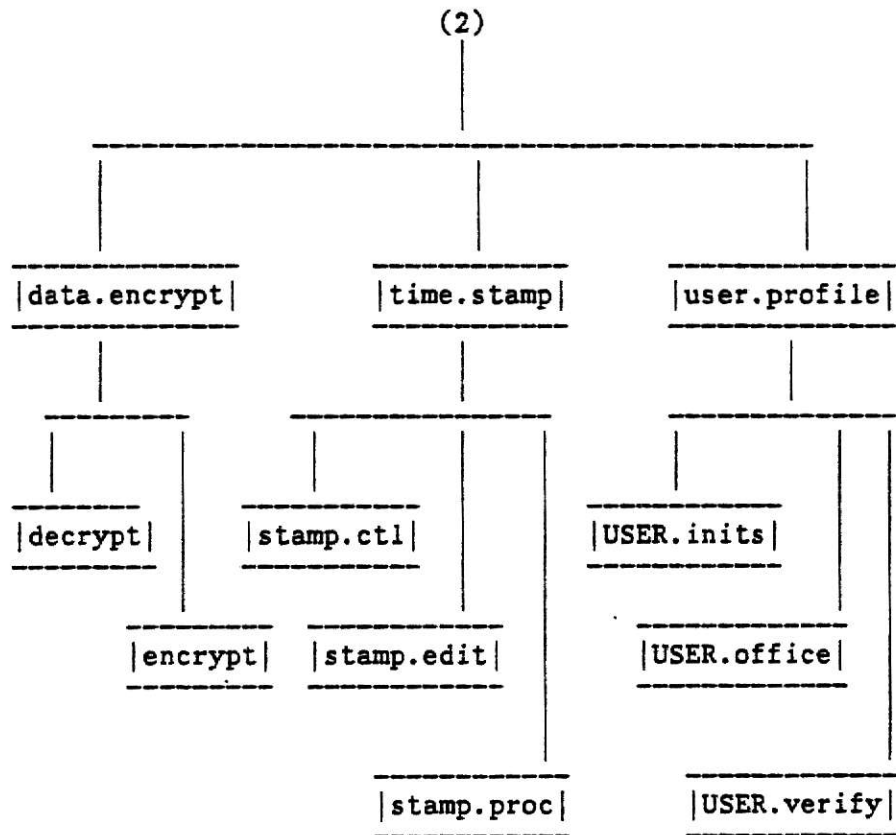 (2)
data.encrypt time.stamp user.profile
decrypt stamp.ctl USER.inits
encrypt stamp.edit USER.office
stamp.proc USER.verify